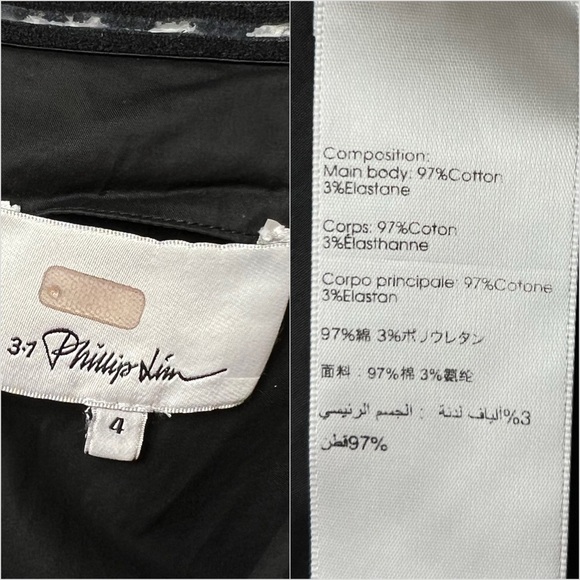 3·1 Phillip Lim
4
Composition:
Main body: 97%Cotton
3%Elastane
Corps: 97%Coton
3%Élasthanne
Corpo principale: 97%Cotone
3%Elastan
97%綿 3%ポリウレタン
面料：97%棉 3%氨纶
3%ألياف لدنة : الجسم الرئيسي
97%قطن